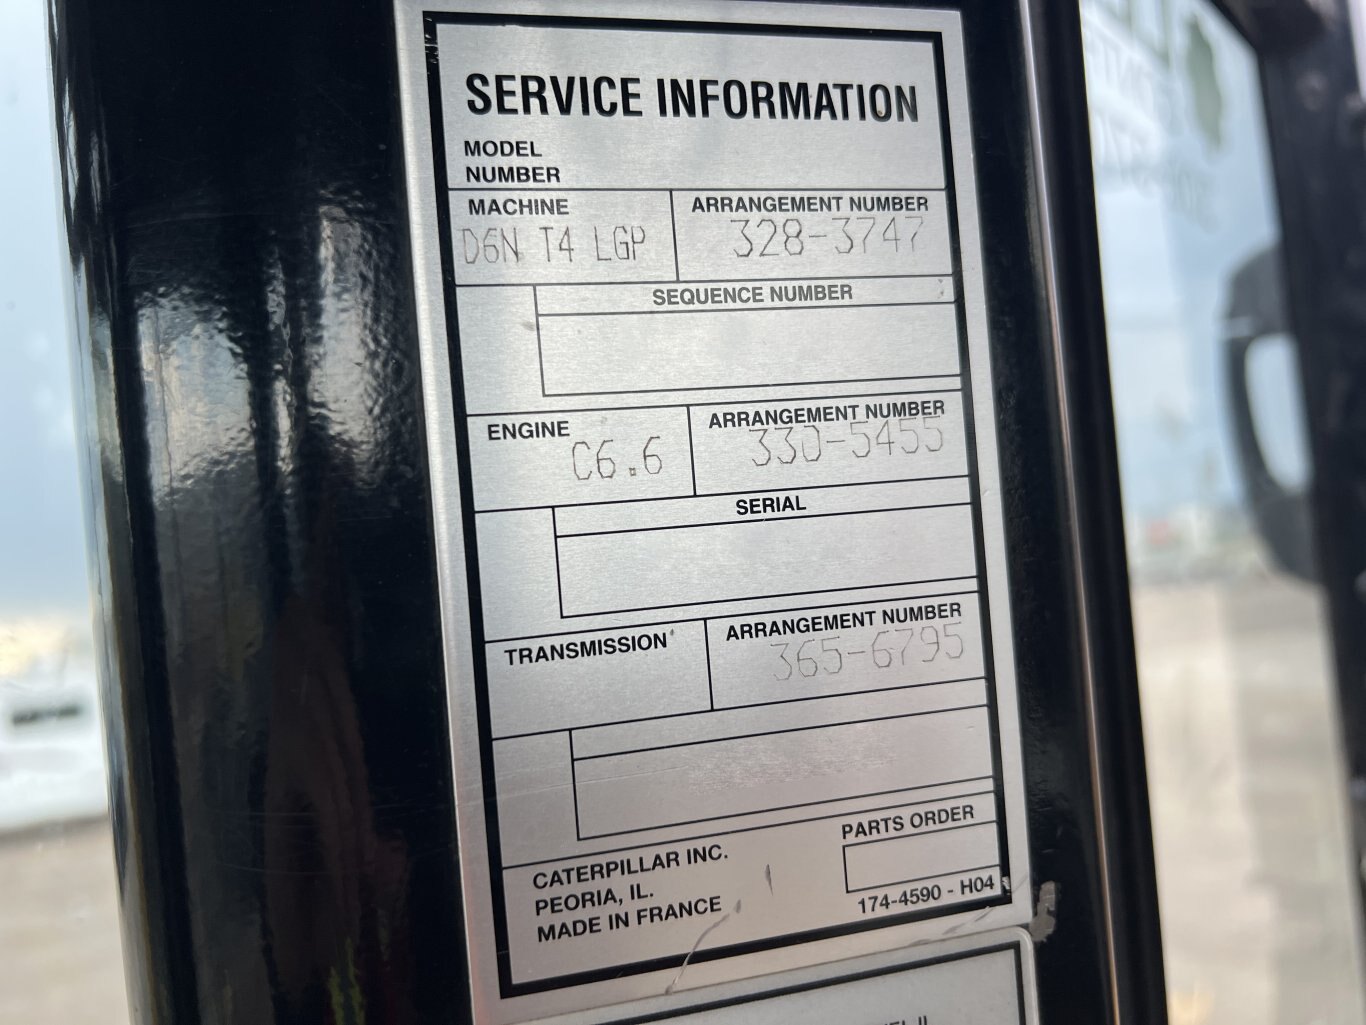 SERVICE INFORMATION
MODEL
NUMBER
MACHINE
ARRANGEMENT NUMBER
D6N T4 LGP
328-3747
SEQUENCE NUMBER
ENGINE
ARRANGEMENT NUMBER
C6.6
330-5455
SERIAL
TRANSMISSION
ARRANGEMENT NUMBER
365-6795
PARTS ORDER
CATERPILLAR INC.
PEORIA, IL.
MADE IN FRANCE
174-4590 - H04